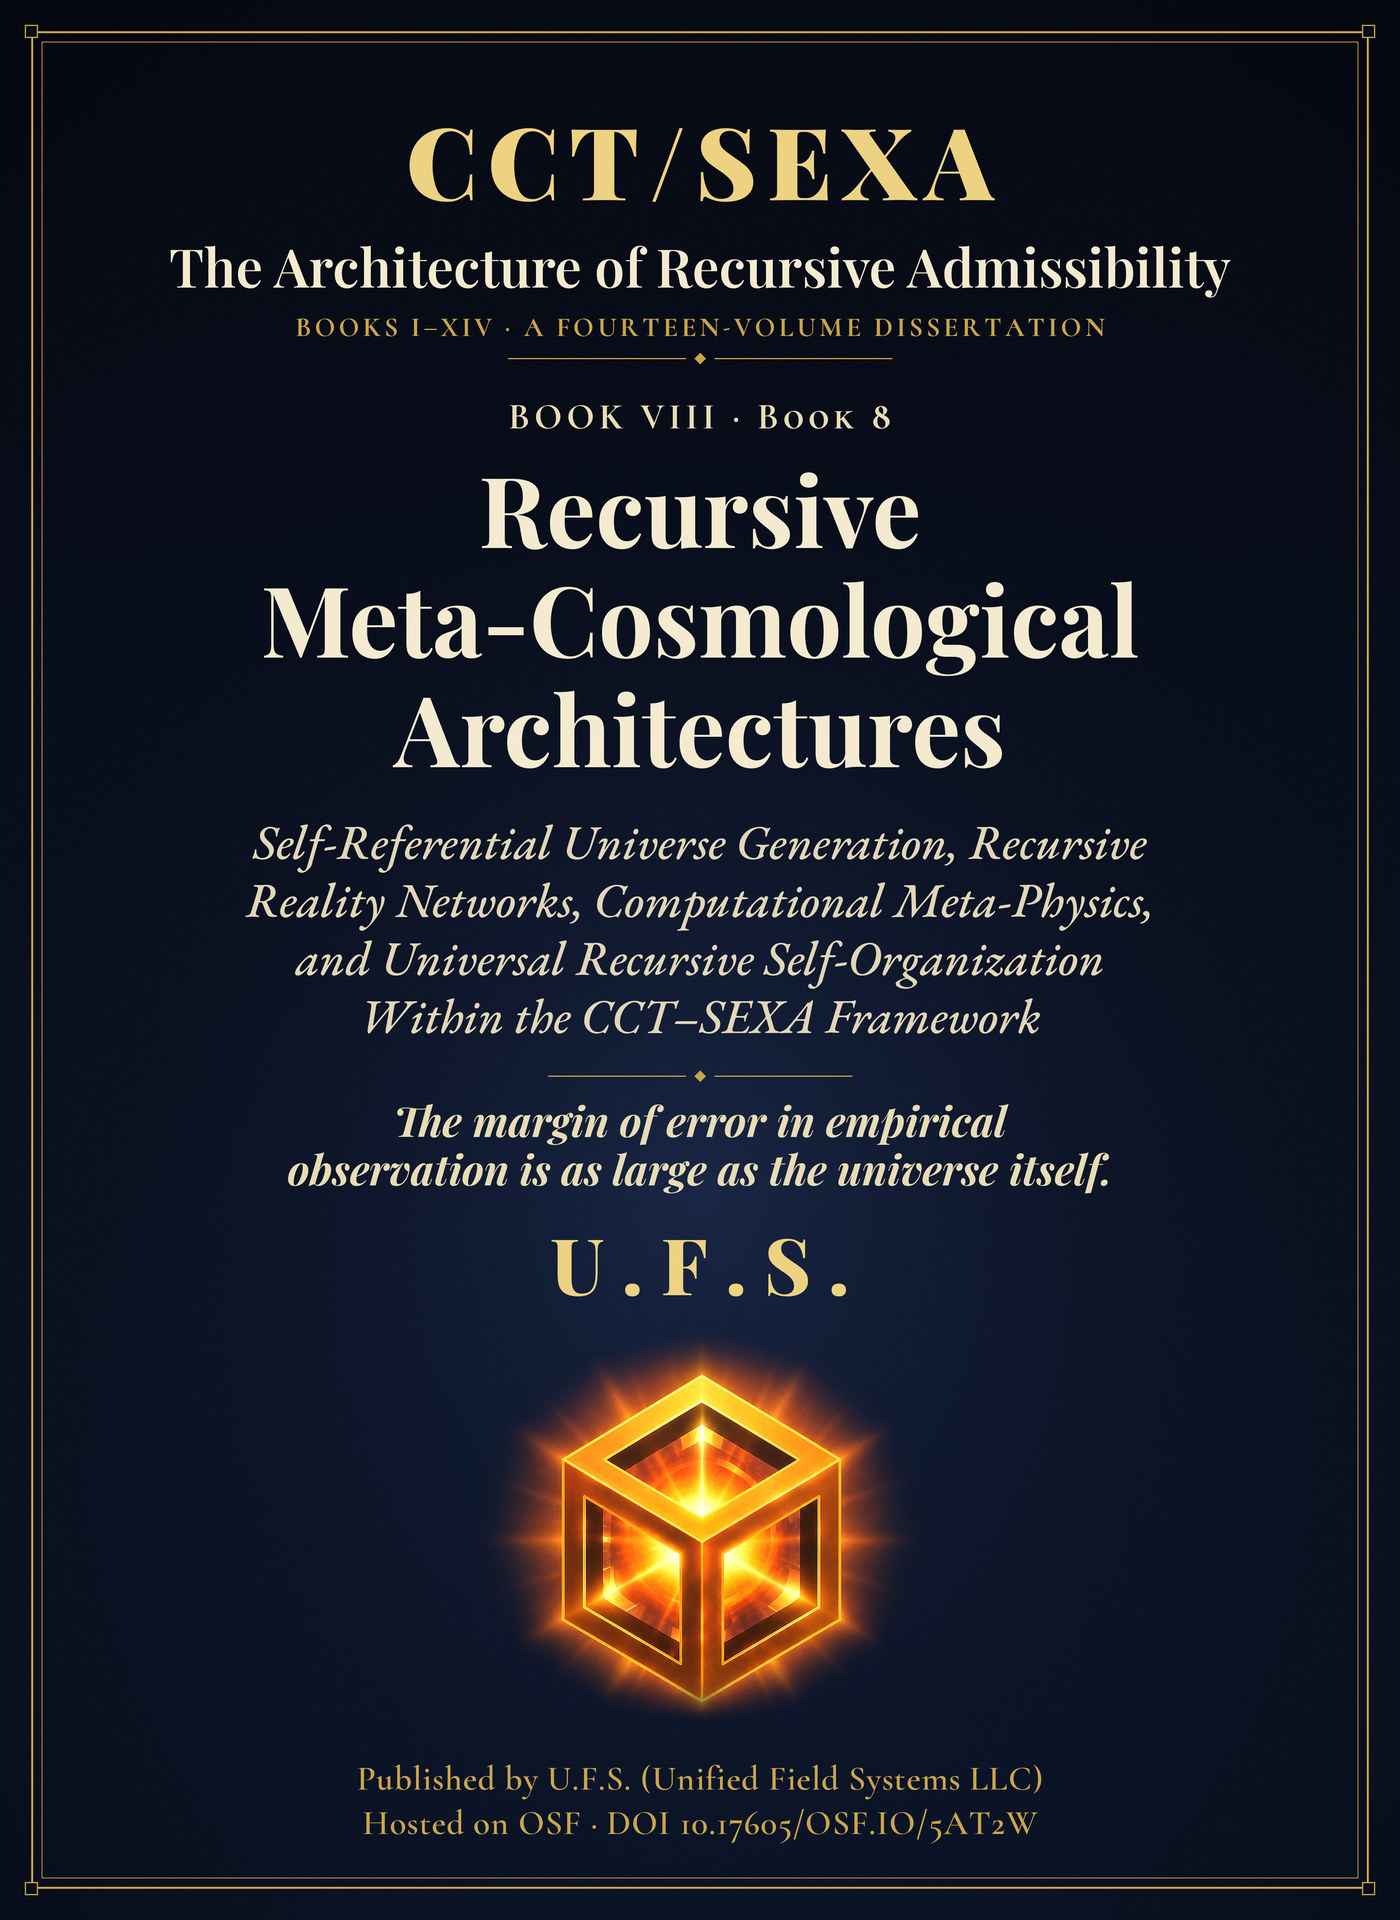 CCT/SEXA
The Architecture of Recursive Admissibility
BOOKS I–XIV · A FOURTEEN-VOLUME DISSERTATION
BOOK VIII · Book 8
Recursive
Meta-Cosmological
Architectures
Self-Referential Universe Generation, Recursive
Reality Networks, Computational Meta-Physics,
and Universal Recursive Self-Organization
Within the CCT–SEXA Framework
The margin of error in empirical
observation is as large as the universe itself.
U.F.S.
Published by U.F.S. (Unified Field Systems LLC)
Hosted on OSF · DOI 10.17605/OSF.IO/5AT2W